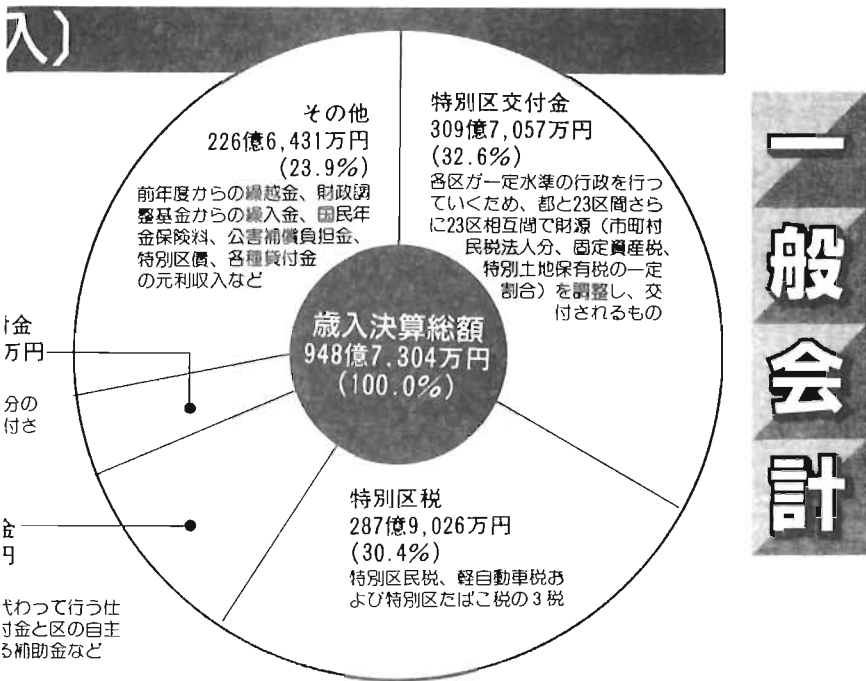 入）
その他
226億6,431万円
(23.9%)
前年度からの繰越金、財政調
整基金からの繰入金、国民年
金保険料、公害補償負担金、
特別区債、各種貸付金
の元利収入など
特別区交付金
309億7,057万円
(32.6%)
各区が一定水準の行政を行っ
ていくため、都と23区間さら
に23区相互間で財源（市町村
民税法人分、固定資産税、
特別土地保有税の一定
割合）を調整し、交
付されるもの
歳入決算総額
948億7,304万円
(100.0%)
特別区税
287億9,026万円
(30.4%)
特別区民税、軽自動車税お
よび特別区たばこ税の3税
付金
万円
分の
付さ
金
円
代わって行う仕
付金と区の自主
る補助金など
一般会計